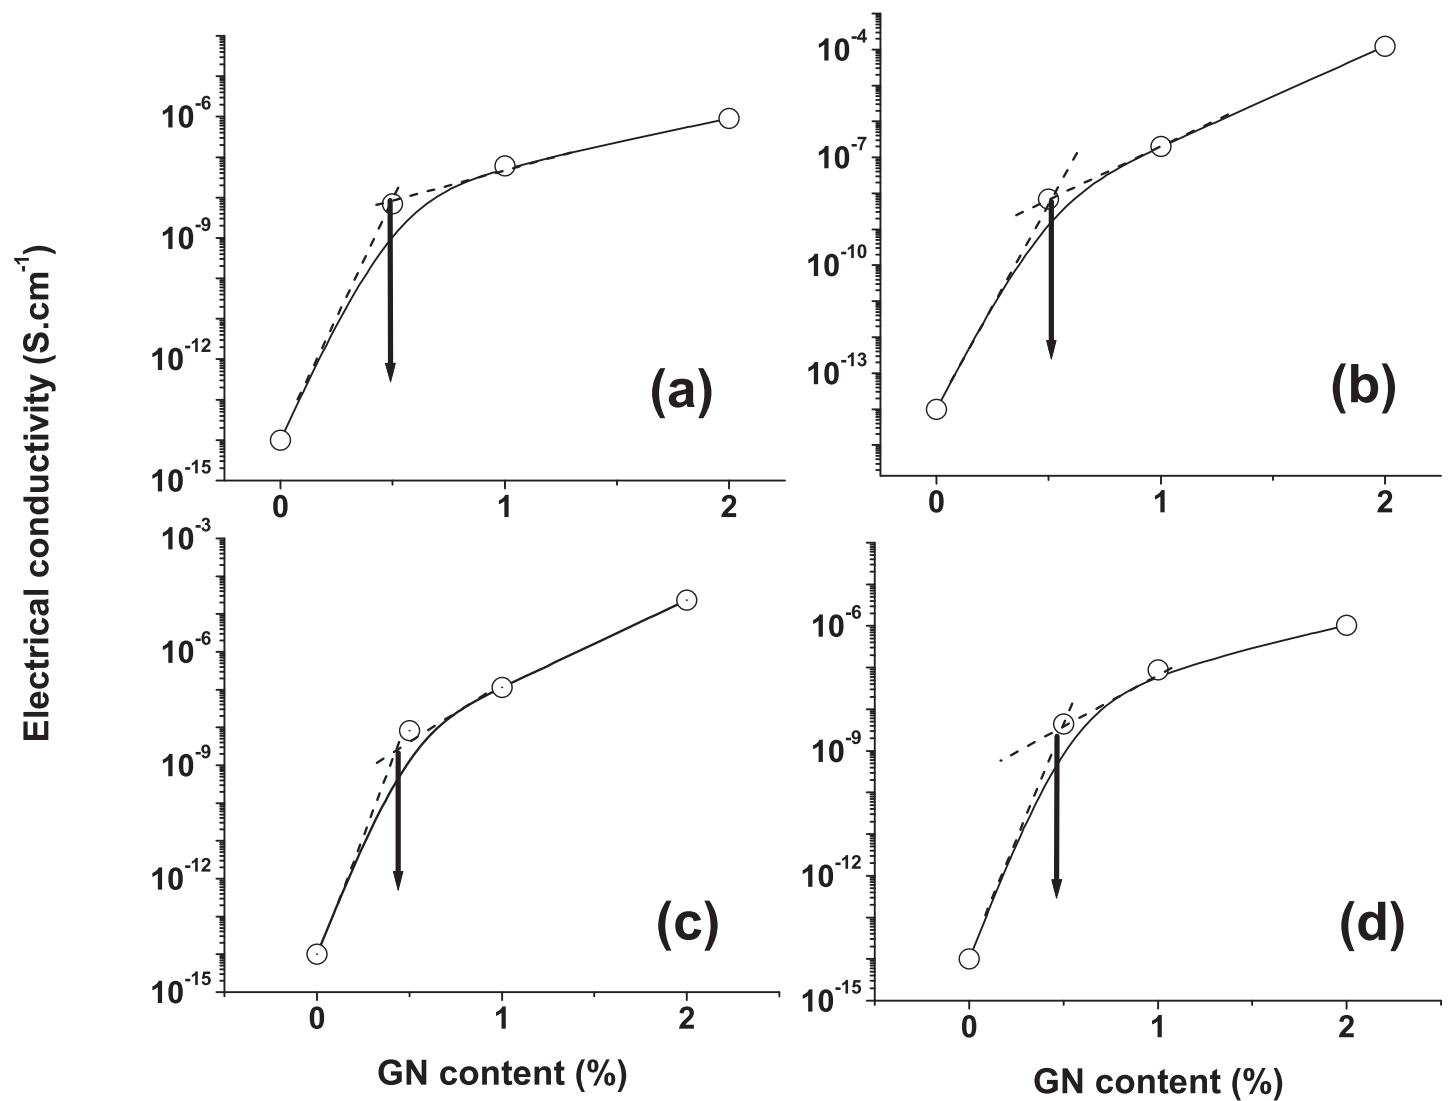 Electrical conductivity (S.cm⁻¹)
10⁻⁶
10⁻⁹
10⁻¹²
10⁻¹⁵
0 1 2
(a)
10⁻⁴
10⁻⁷
10⁻¹⁰
10⁻¹³
0 1 2
(b)
10⁻³
10⁻⁶
10⁻⁹
10⁻¹²
10⁻¹⁵
0 1 2
(c)
GN content (%)
10⁻⁶
10⁻⁹
10⁻¹²
10⁻¹⁵
0 1 2
(d)
GN content (%)